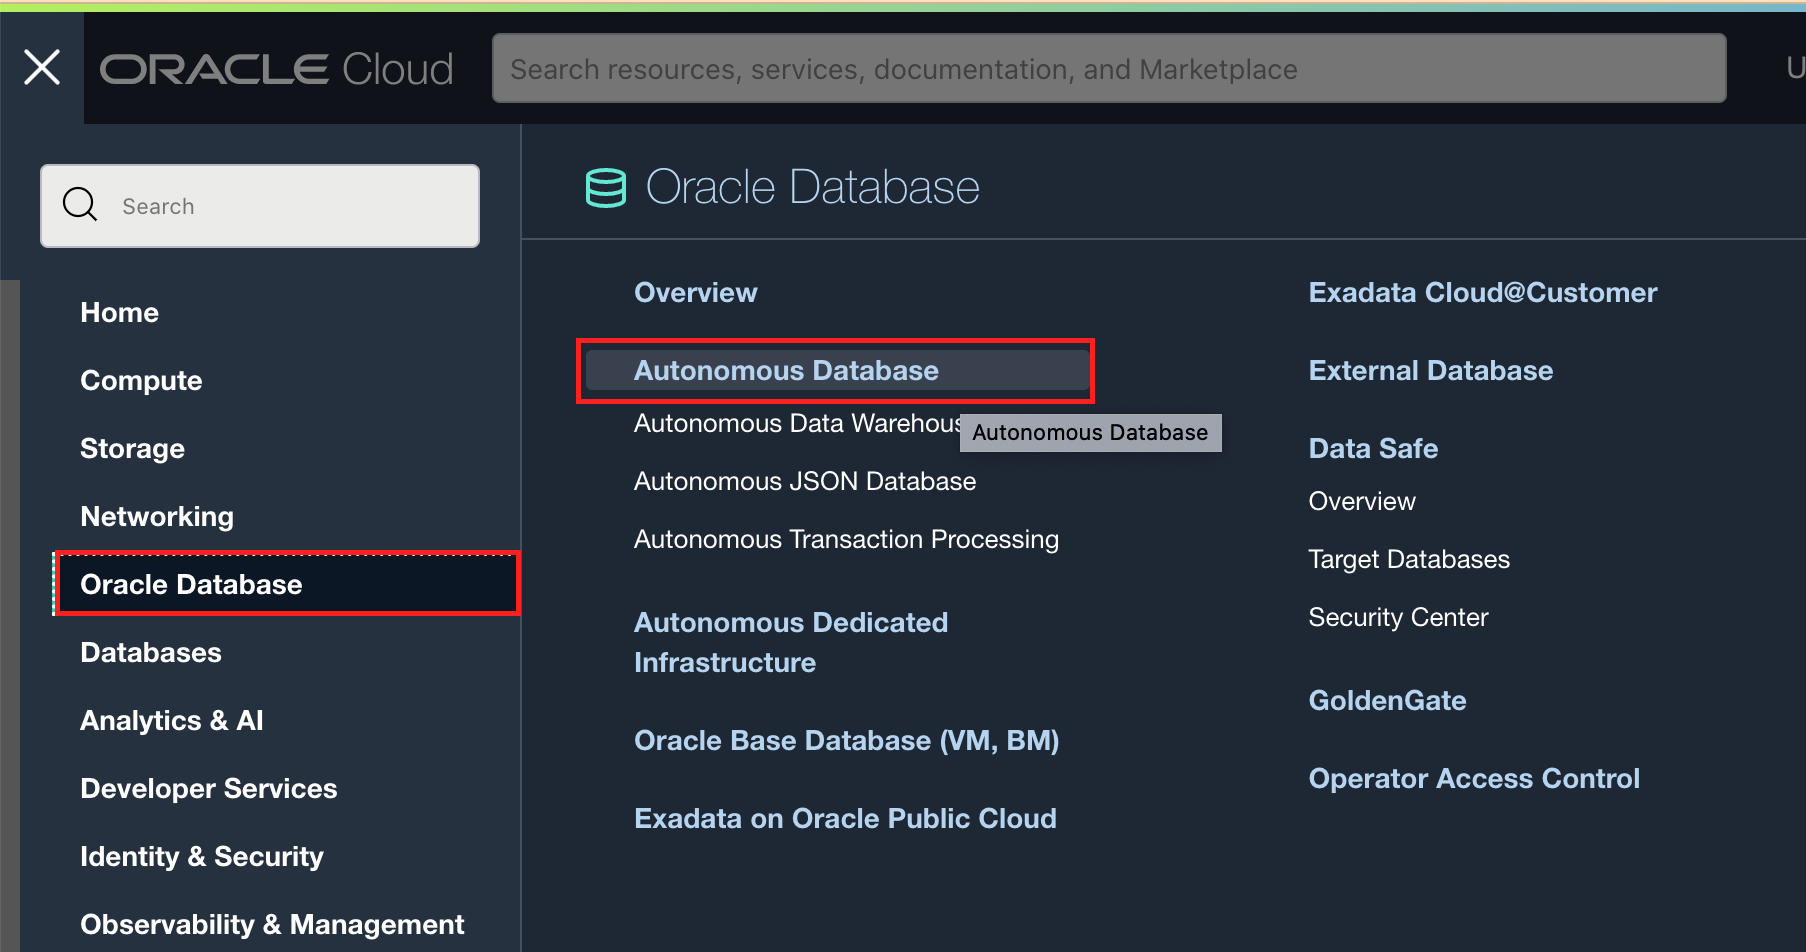 ORACLE Cloud
Search resources, services, documentation, and Marketplace
U
Search
Home
Compute
Storage
Networking
Oracle Database
Databases
Analytics & AI
Developer Services
Identity & Security
Observability & Management
Oracle Database
Overview
Autonomous Database
Autonomous Data Warehous
Autonomous Database
Autonomous JSON Database
Autonomous Transaction Processing
Autonomous Dedicated
Infrastructure
Oracle Base Database (VM, BM)
Exadata on Oracle Public Cloud
Exadata Cloud@Customer
External Database
Data Safe
Overview
Target Databases
Security Center
GoldenGate
Operator Access Control